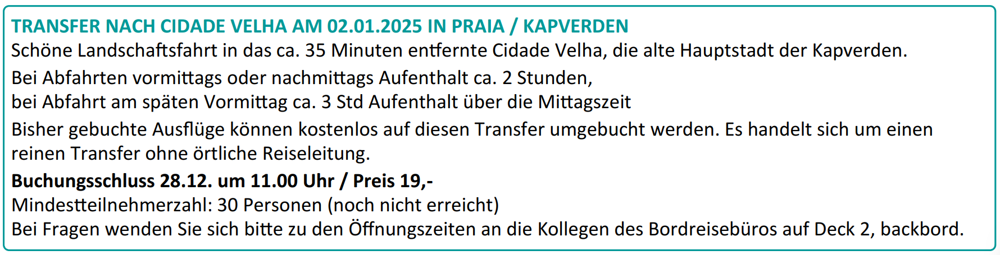 TRANSFER NACH CIDADE VELHA AM 02.01.2025 IN PRAIA / KAPVERDEN
Schöne Landschaftsfahrt in das ca. 35 Minuten entfernte Cidade Velha, die alte Hauptstadt der Kapverden.
Bei Abfahrten vormittags oder nachmittags Aufenthalt ca. 2 Stunden,
bei Abfahrt am späten Vormittag ca. 3 Std Aufenthalt über die Mittagszeit
Bisher gebuchte Ausflüge können kostenlos auf diesen Transfer umgebucht werden. Es handelt sich um einen
reinen Transfer ohne örtliche Reiseleitung.
Buchungsschluss 28.12. um 11.00 Uhr / Preis 19,-
Mindestteilnehmerzahl: 30 Personen (noch nicht erreicht)
Bei Fragen wenden Sie sich bitte zu den Öffnungszeiten an die Kollegen des Bordreisebüros auf Deck 2, backbord.